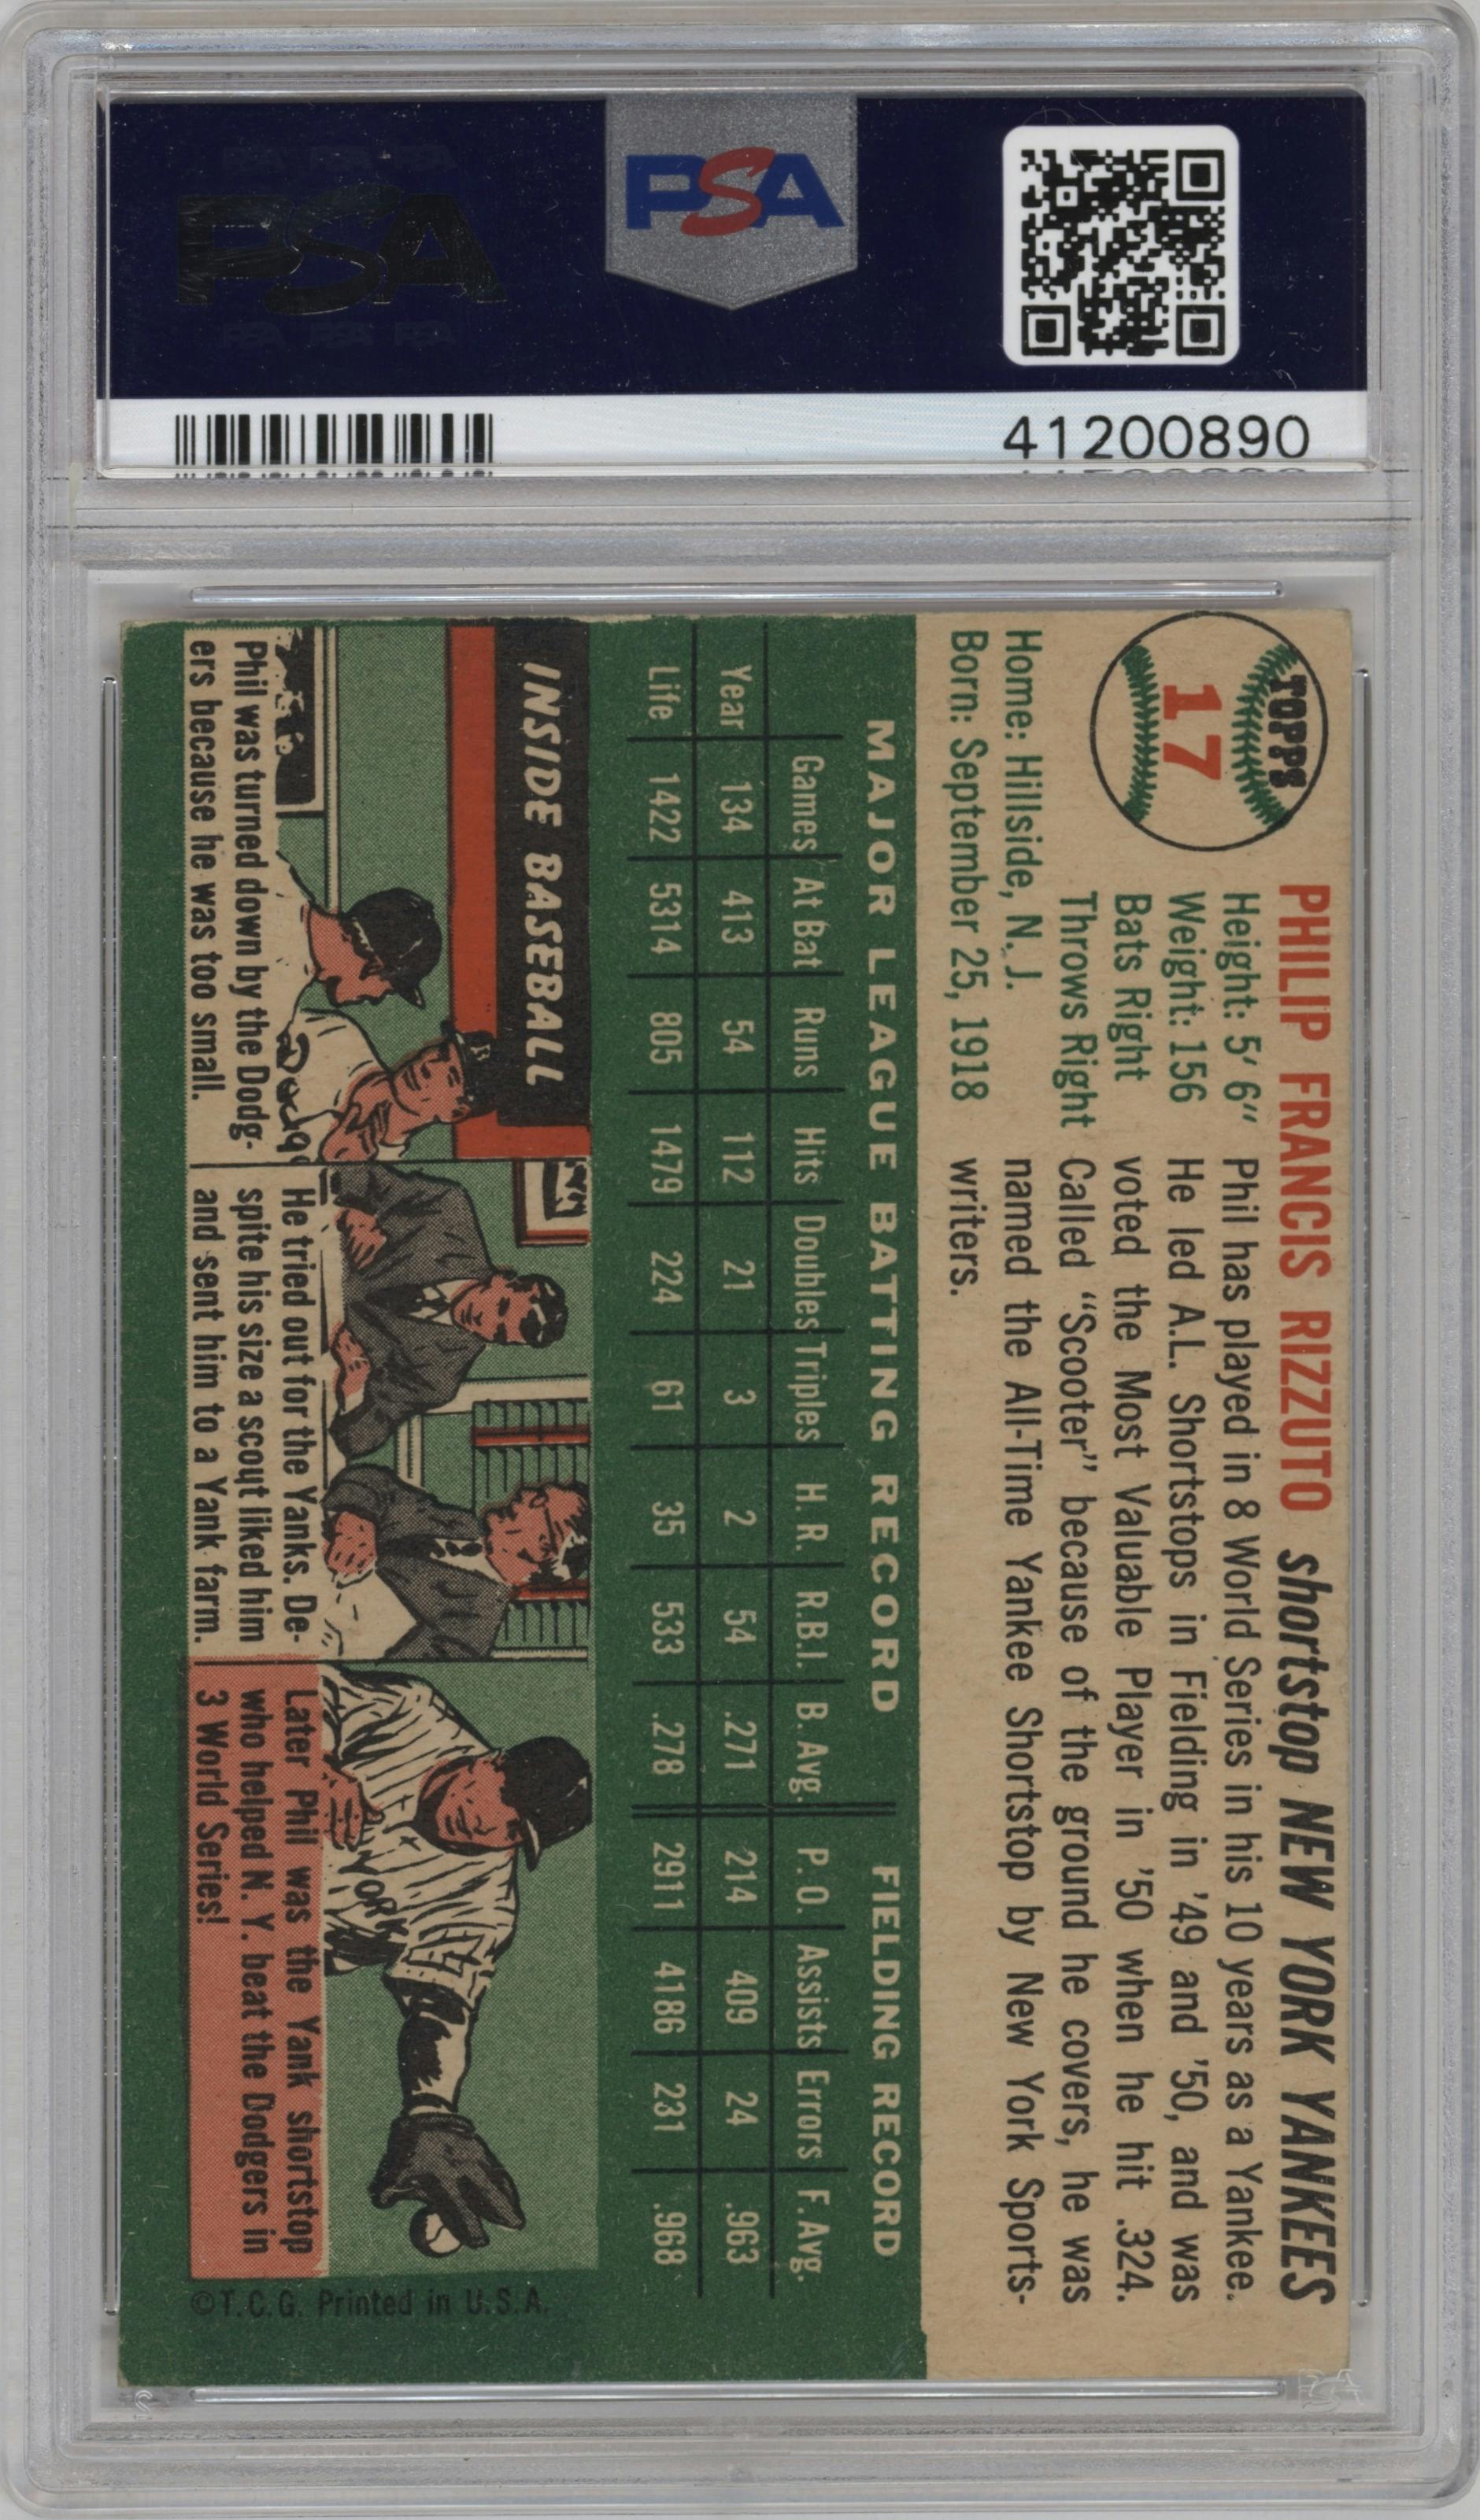 PSA
PSA
41200890
TOPPS
17
PHILIP FRANCIS RIZZUTO shortstop NEW YORK YANKEES
Height: 5' 6"
Weight: 156
Bats Right
Throws Right
Home: Hillside, N. J.
Born: September 25, 1918
Phil has played in 8 World Series in his 10 years as a Yankee.
He led A.L. Shortstops in Fielding in '49 and '50, and was
voted the Most Valuable Player in '50 when he hit .324.
Called "Scooter" because of the ground he covers, he was
named the All-Time Yankee Shortstop by New York Sports-
writers.
MAJOR LEAGUE BATTING RECORD FIELDING RECORD
Games At Bat Runs Hits Doubles Triples H. R. R.B.I. B. Avg. P. O. Assists Errors F. Avg.
Year 134 413 54 112 21 3 2 54 .271 214 409 24 .963
Life 1422 5314 805 1479 224 61 35 533 .278 2911 4186 231 .968
INSIDE BASEBALL
Phil was turned down by the Dodg-
ers because he was too small.
He tried out for the Yanks. De-
spite his size a scout liked him
and sent him to a Yank farm.
YORK
Later Phil was the Yank shortstop
who helped N. Y. beat the Dodgers in
3 World Series!
©T.C.G. Printed in U.S.A.